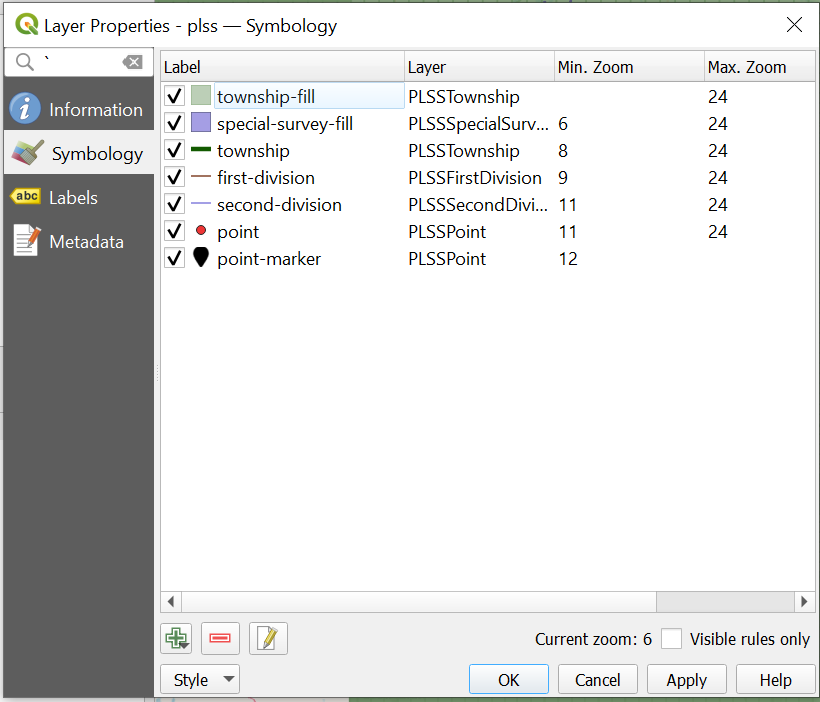 Layer Properties - plss — Symbology
`
Information
Symbology
abc Labels
Metadata
Label Layer Min. Zoom Max. Zoom
township-fill PLSSTownship 24
special-survey-fill PLSSSpecialSurv... 6 24
township PLSSTownship 8 24
first-division PLSSFirstDivision 9 24
second-division PLSSSecondDivi... 11 24
point PLSSPoint 11 24
point-marker PLSSPoint 12
Current zoom: 6 Visible rules only
Style OK Cancel Apply Help